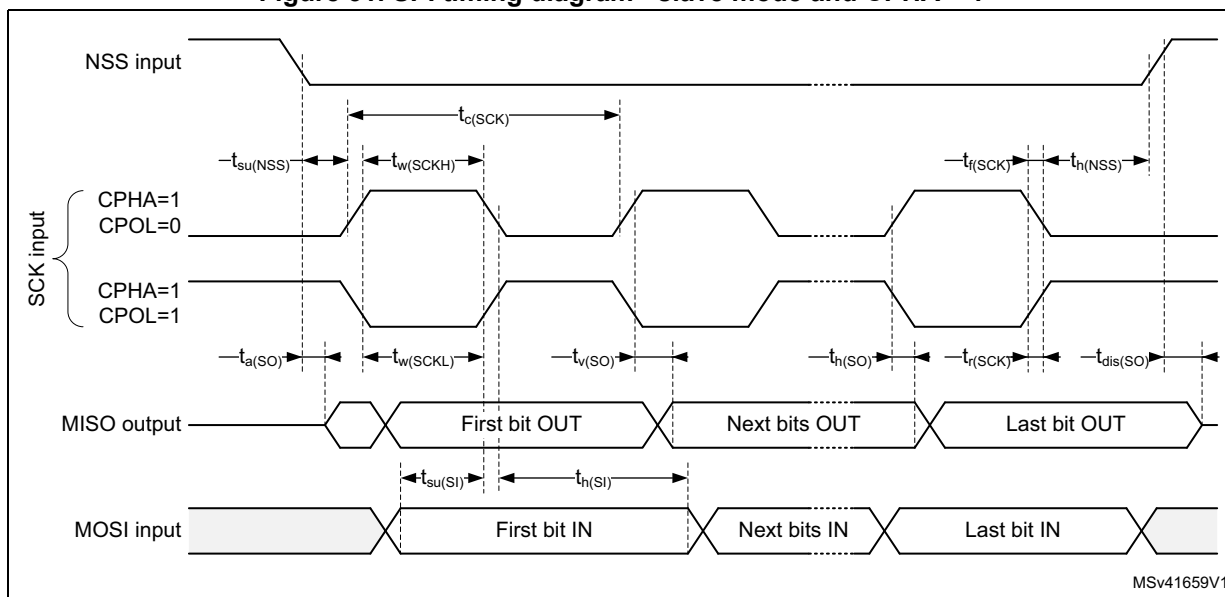 Figure SPI timing diagram - slave mode and CPHA = 1
NSS input
tc(SCK)
tsu(NSS)
tw(SCKH)
tf(SCK)
th(NSS)
SCK input
CPHA=1
CPOL=0
CPHA=1
CPOL=1
ta(SO)
tw(SCKL)
tv(SO)
th(SO)
tr(SCK)
tdis(SO)
MISO output
First bit OUT
Next bits OUT
Last bit OUT
tsu(SI)
th(SI)
MOSI input
First bit IN
Next bits IN
Last bit IN
MSv41659V1